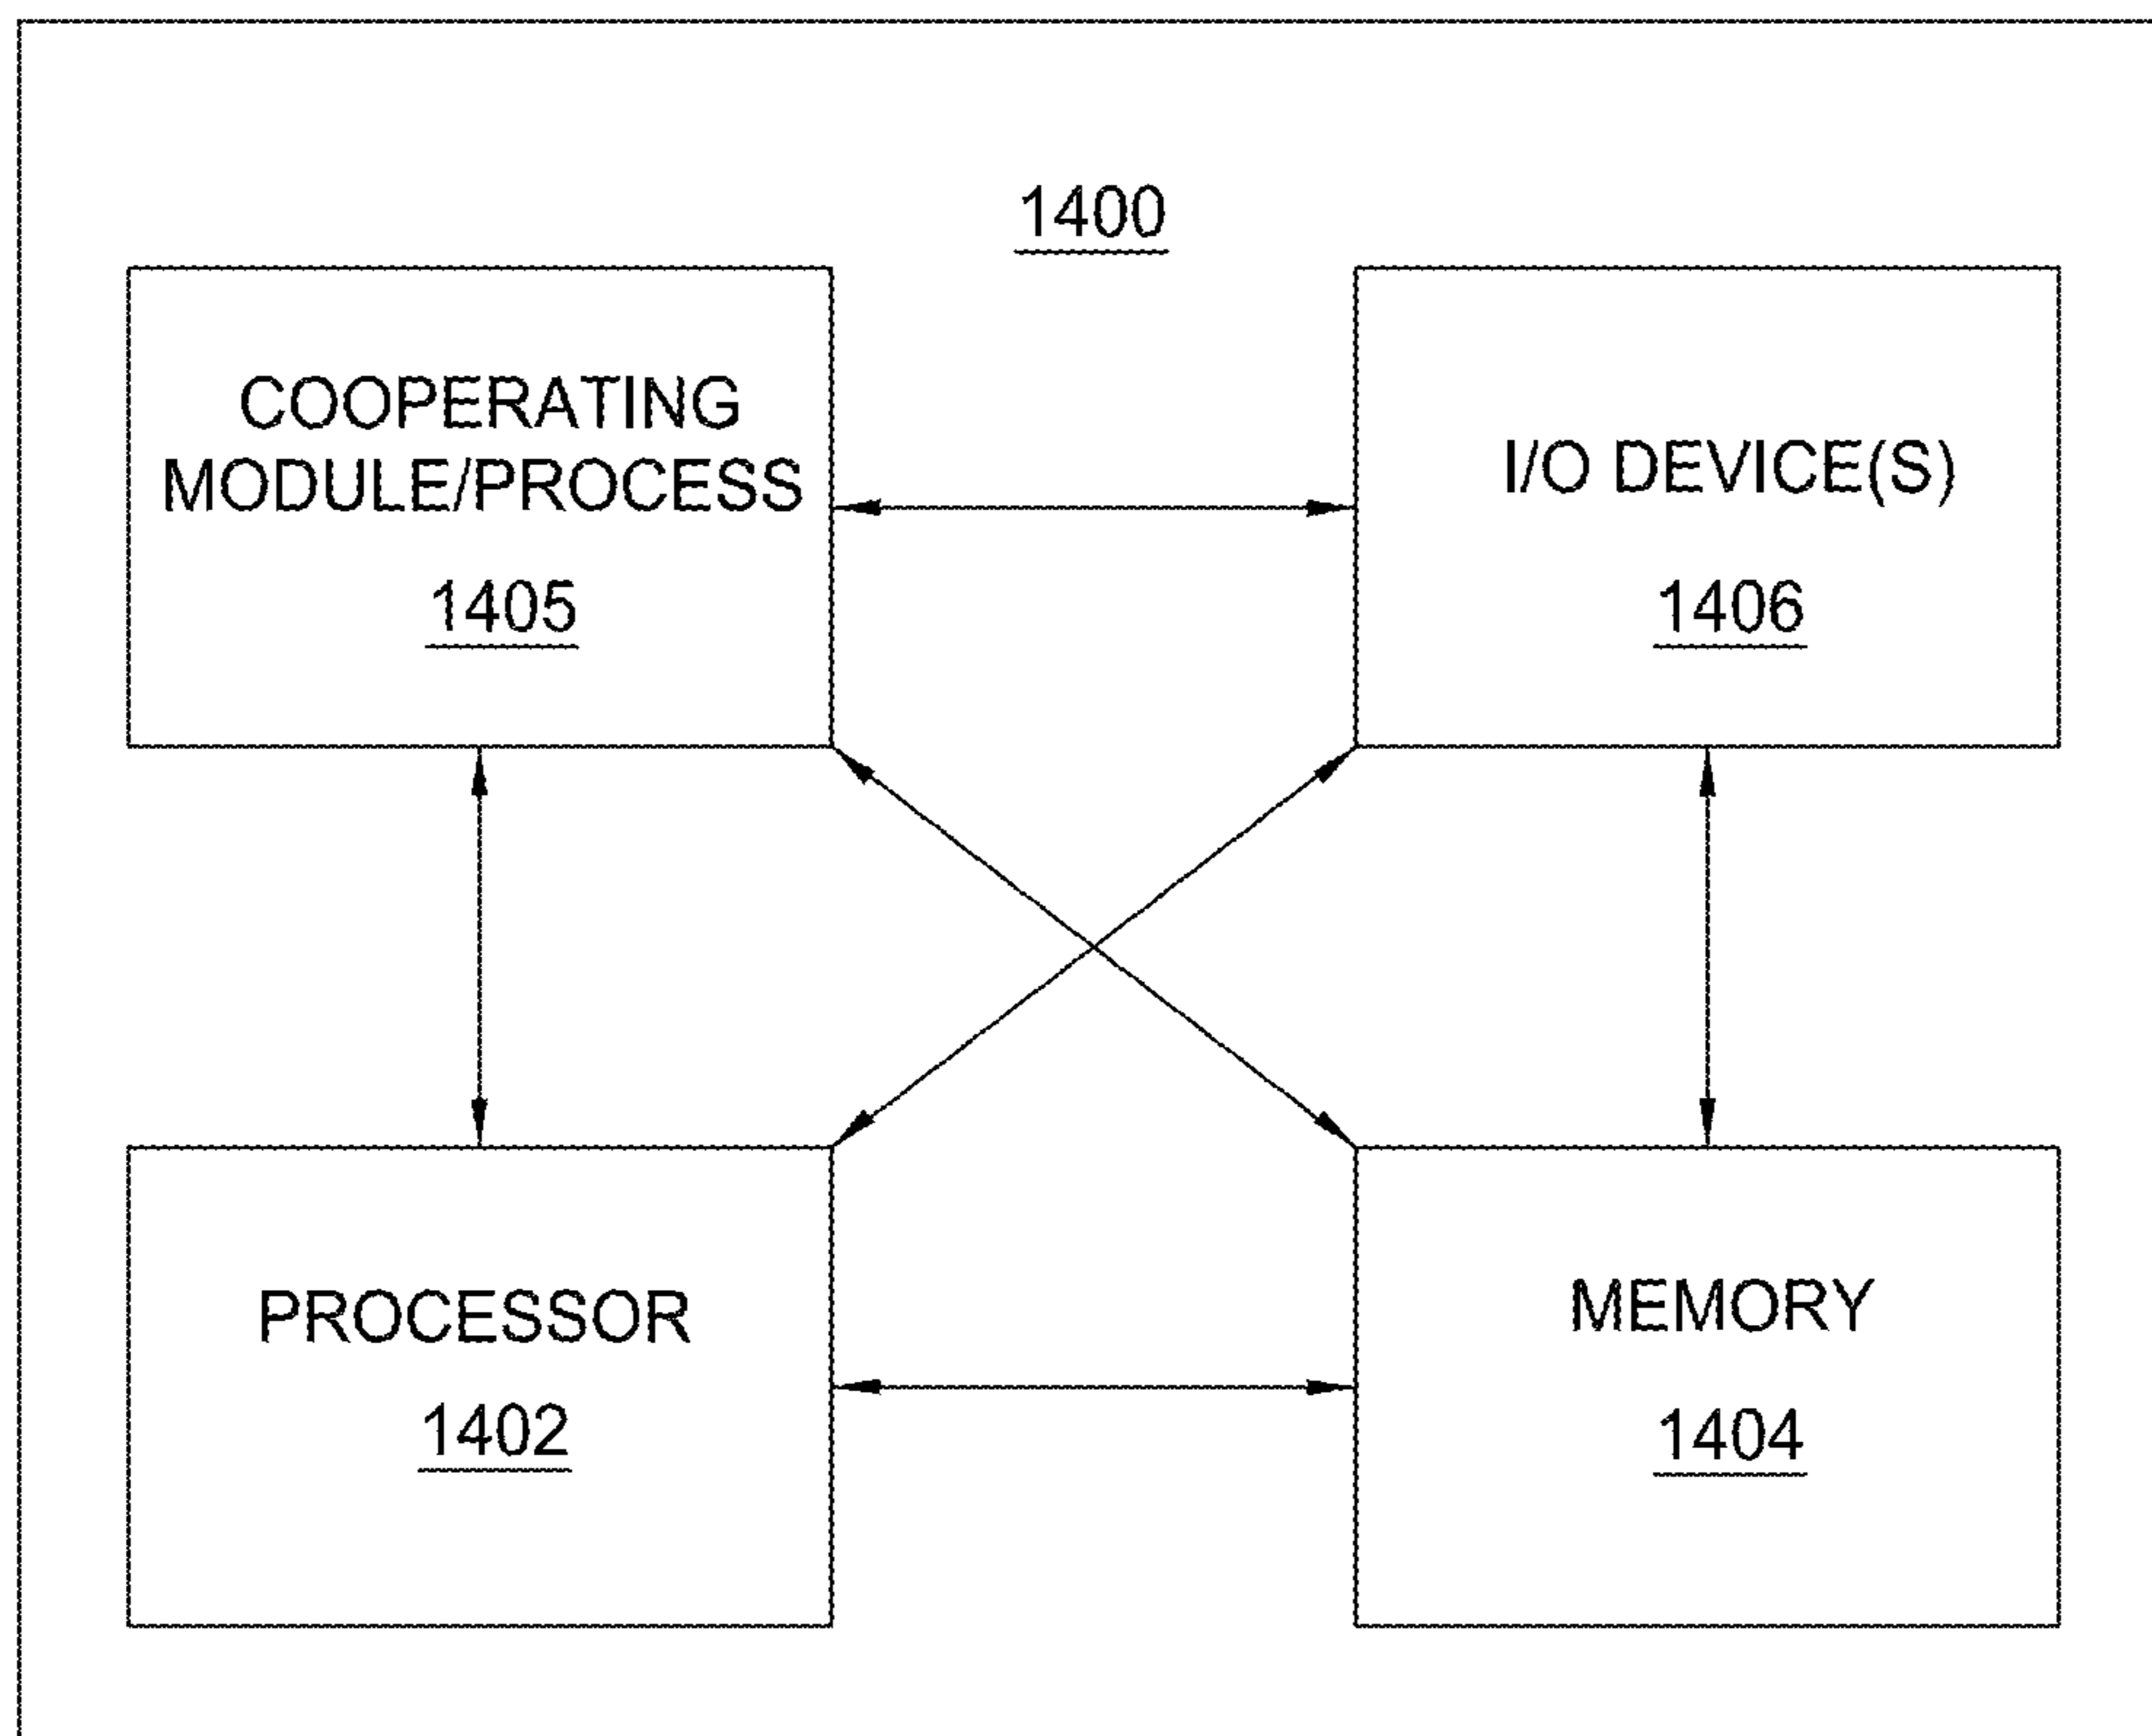 1400
COOPERATING
MODULE/PROCESS
1405
I/O DEVICE(S)
1406
PROCESSOR
1402
MEMORY
1404